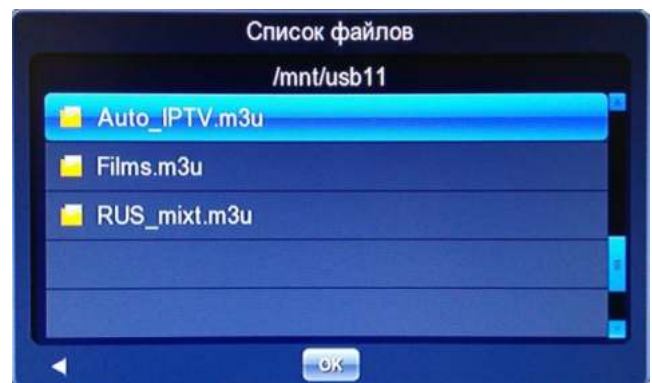 Список файлов
/mnt/usb11
Auto_IPTV.m3u
Films.m3u
RUS_mixt.m3u
OK